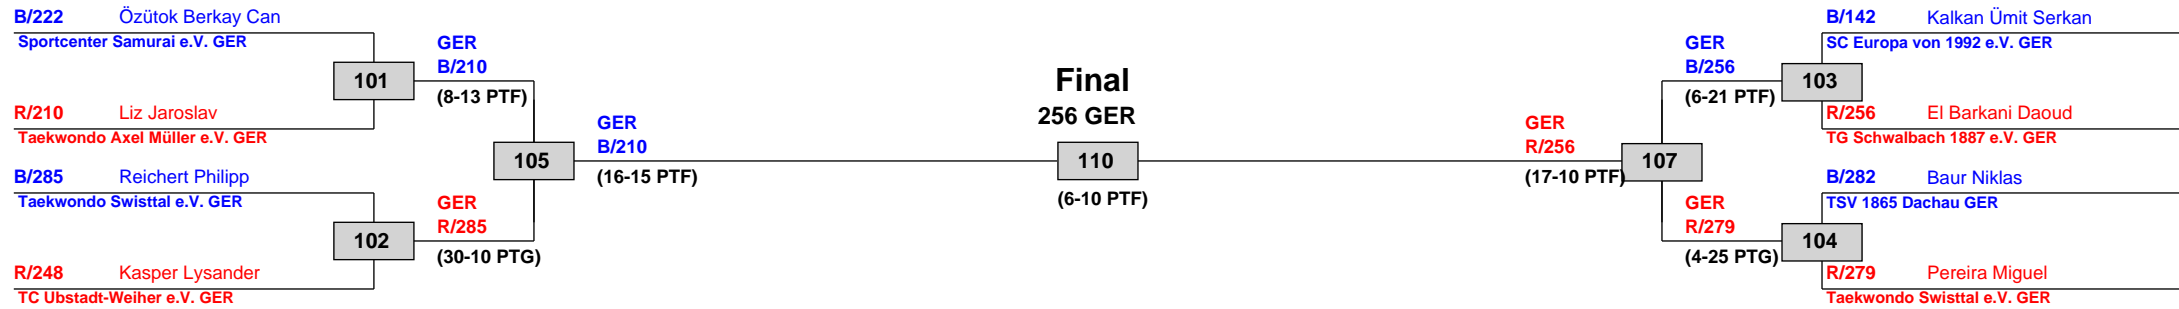 B/222 Özütok Berkay Can
Sportcenter Samurai e.V. GER
101
R/210 Liz Jaroslav
Taekwondo Axel Müller e.V. GER
GER
B/210
(8-13 PTF)
B/285 Reichert Philipp
Taekwondo Swisttal e.V. GER
102
R/248 Kasper Lysander
TC Ubstadt-Weiher e.V. GER
GER
R/285
(30-10 PTG)
105
GER
B/210
(16-15 PTF)
Final
256 GER
110
(6-10 PTF)
GER
R/256
(17-10 PTF)
107
GER
B/256
(6-21 PTF)
103
B/142 Kalkan Ümit Serkan
SC Europa von 1992 e.V. GER
R/256 El Barkani Daoud
TG Schwalbach 1887 e.V. GER
GER
R/279
(4-25 PTG)
104
B/282 Baur Niklas
TSV 1865 Dachau GER
R/279 Pereira Miguel
Taekwondo Swisttal e.V. GER